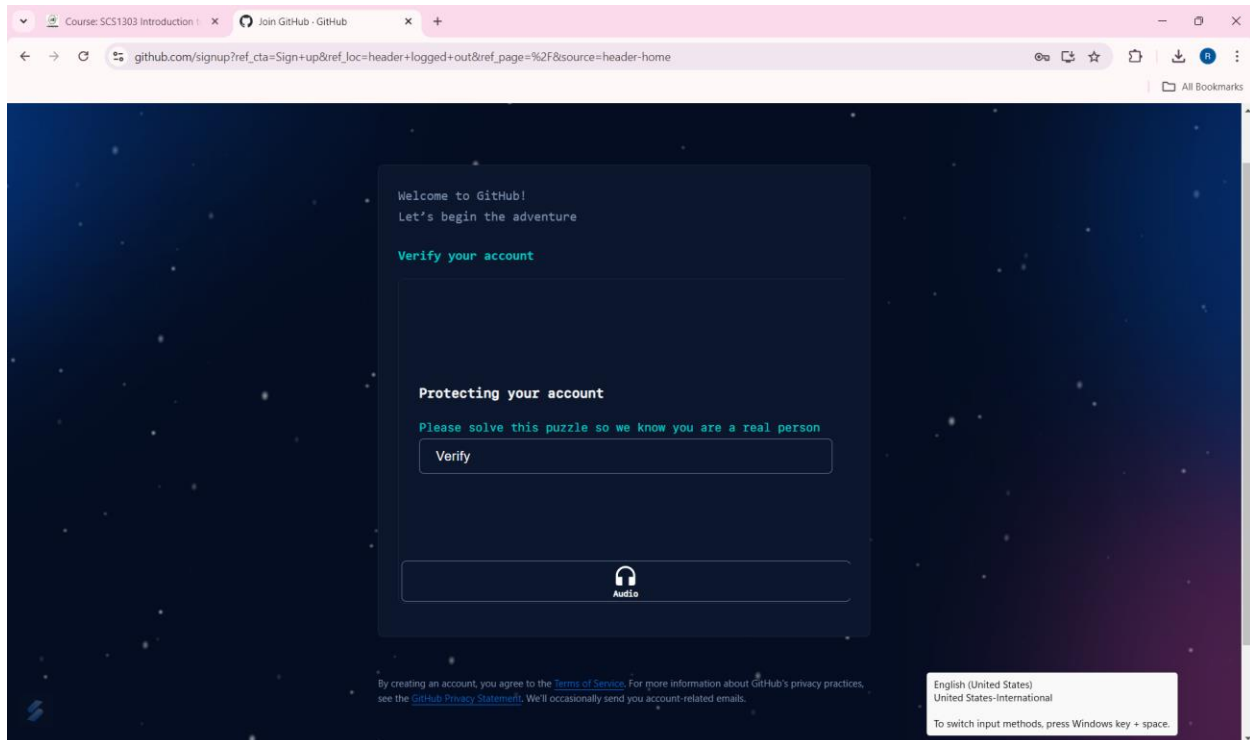 Course: SCS1303 Introduction t
Join GitHub · GitHub
github.com/signup?ref_cta=Sign+up&ref_loc=header+logged+out&ref_page=%2F&source=header-home
R
All Bookmarks
Welcome to GitHub!
Let's begin the adventure
Verify your account
Protecting your account
Please solve this puzzle so we know you are a real person
Verify
Audio
By creating an account, you agree to the Terms of Service. For more information about GitHub's privacy practices,
see the GitHub Privacy Statement. We'll occasionally send you account-related emails.
English (United States)
United States-International
To switch input methods, press Windows key + space.